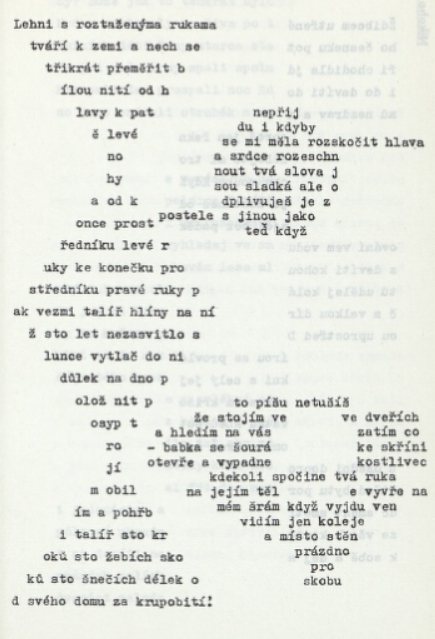 Lehni s roztaženýma rukama
tváří k zemi a nech se
třikrát přeměřit b
ílou nití od h
lavy k pat
ě levé
no
hy
a od k
once prost
ředníku levé r
uky ke konečku pro
středníku pravé ruky p
ak vezmi talíř hlíny na ní
ž sto let nezasvitlo s
lunce vytlač do ní
důlek na dno p
olož nit p
osyp t
ro
jí
m obil
ím a pohřb
i talíř sto kr
oků sto žebích sko
ků sto šnečích délek o
d svého domu za krupobití!
nepřij
du i kdyby
se mi měla rozskočit hlava
a srdce rozeschn
nout tvá slova j
sou sladká ale o
dplivuješ je z
postele s jinou jako
teď když
to píšu netušíš
že stojím ve ve dveřích
a hledím na vás zatím co
- babka se šourá ke skříni
otevře a vypadne kostlivec
kdekoli spočine tvá ruka
na jejím těl e vyvře na
mém šrám když vyjdu ven
vidím jen koleje
a místo stěn
prázdno
pro
skobu